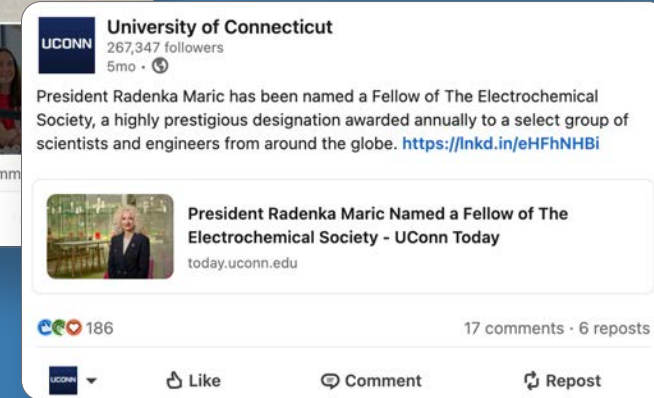 UCONN
University of Connecticut
267,347 followers
5mo •
President Radenka Maric has been named a Fellow of The Electrochemical
Society, a highly prestigious designation awarded annually to a select group of
scientists and engineers from around the globe. https://lnkd.in/eHFhNHBi
President Radenka Maric Named a Fellow of The
Electrochemical Society - UConn Today
today.uconn.edu
186
17 comments · 6 reposts
UCONN
Like
Comment
Repost